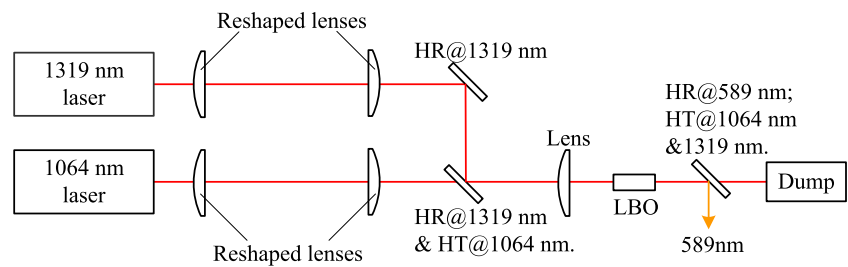 Reshaped lenses
HR@1319 nm
1319 nm
laser
HR@589 nm;
HT@1064 nm
&1319 nm.
Lens
1064 nm
laser
Dump
LBO
HR@1319 nm
& HT@1064 nm.
Reshaped lenses
589nm